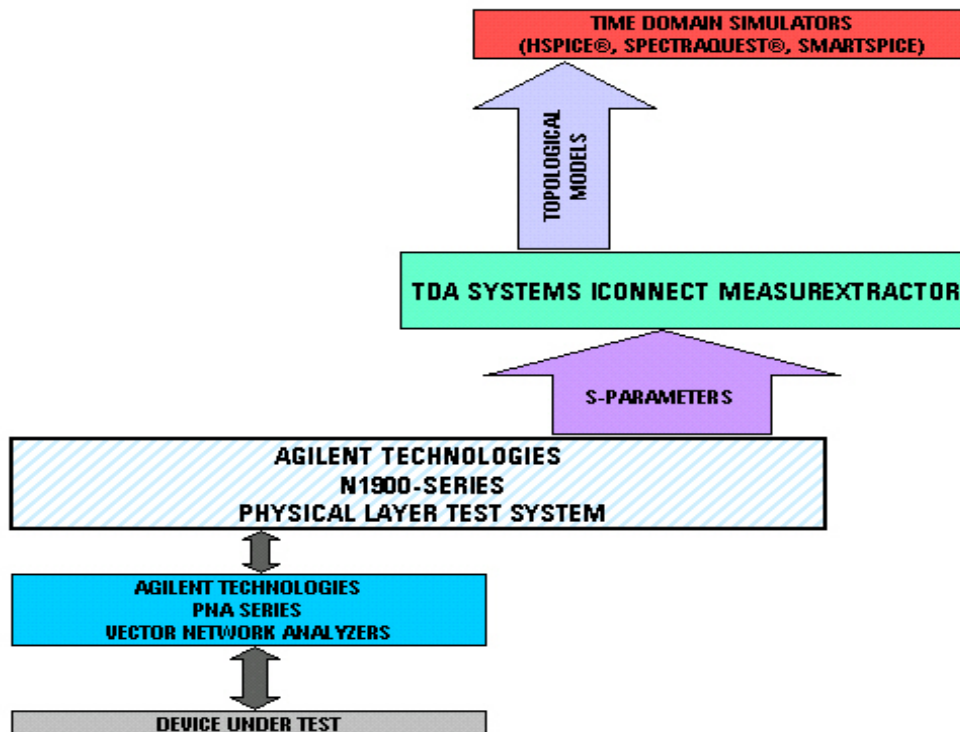 TIME DOMAIN SIMULATORS
(HSPICE®, SPECTRAQUEST®, SMARTSPICE)
TOPOLOGICAL
MODELS
TDA SYSTEMS ICONNECT MEASUREXTRACTOR
S-PARAMETERS
AGILENT TECHNOLOGIES
N1900-SERIES
PHYSICAL LAYER TEST SYSTEM
AGILENT TECHNOLOGIES
PNA SERIES
VECTOR NETWORK ANALYZERS
DEVICE UNDER TEST